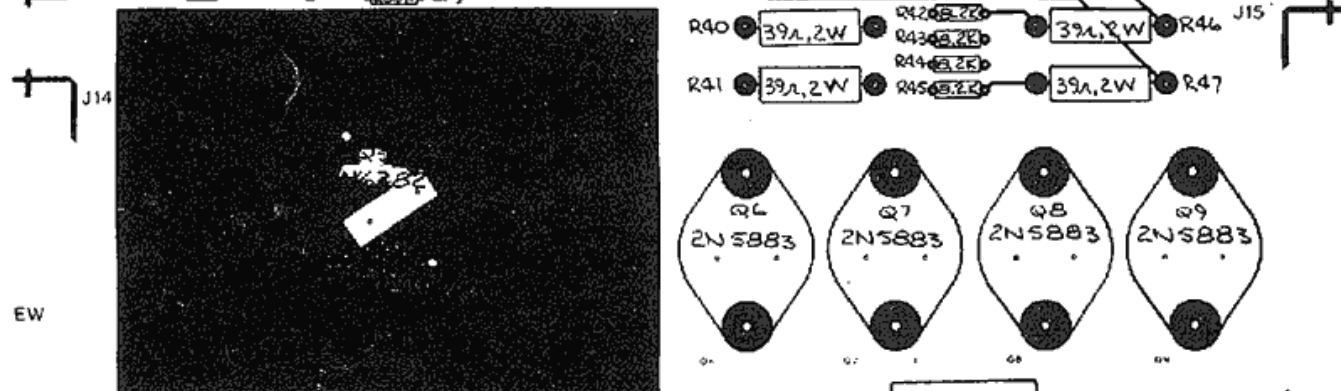 R40 39Ω,2W
R42 8.2K
R43 8.2K
R44 8.2K
R45 8.2K
39Ω,2W R46
J15
R41 39Ω,2W
39Ω,2W R47
J14
Q6
2N5883
Q7
2N5883
Q8
2N5883
Q9
2N5883
EW